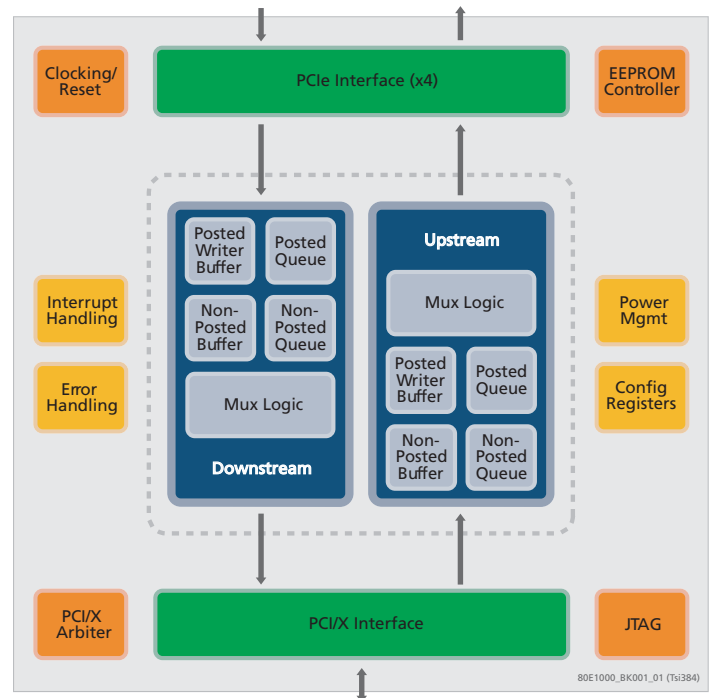 Clocking/
Reset
PCIe Interface (x4)
EEPROM
Controller
Posted
Writer
Buffer
Posted
Queue
Non-
Posted
Buffer
Non-
Posted
Queue
Mux Logic
Downstream
Upstream
Mux Logic
Posted
Writer
Buffer
Posted
Queue
Non-
Posted
Buffer
Non-
Posted
Queue
Interrupt
Handling
Error
Handling
Power
Mgmt
Config
Registers
PCI/X
Arbiter
PCI/X Interface
JTAG
80E1000_BK001_01 (Tsi384)